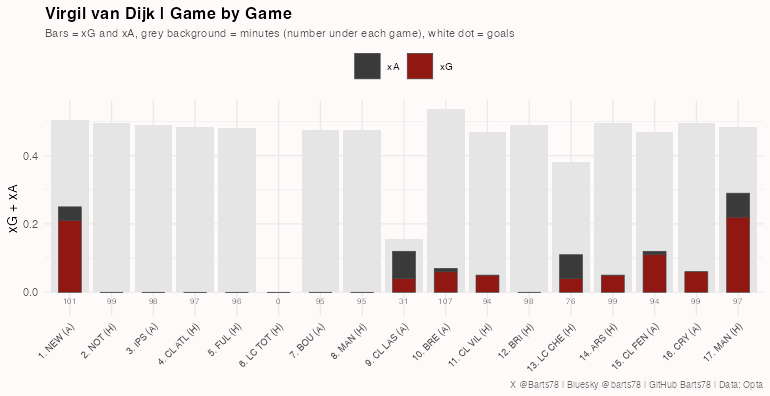 Virgil van Dijk | Game by Game
Bars = xG and xA, grey background = minutes (number under each game), white dot = goals
xA xG
xG + xA
0.4
0.2
0.0
101 99 98 97 96 0 95 95 31 107 94 98 76 99 94 99 97
1. NEW (A)
2. NOT (H)
3. IPS (A)
4. CL ATL (H)
5. FUL (H)
6. LC TOT (H)
7. BOU (A)
8. MAN (H)
9. CL LAS (A)
10. BRE (A)
11. CL VIL (H)
12. BRI (H)
13. LC CHE (H)
14. ARS (H)
15. CL FEN (A)
16. CRY (A)
17. MAN (H)
X @Barts78 | Bluesky @barts78 | GitHub Barts78 | Data: Opta